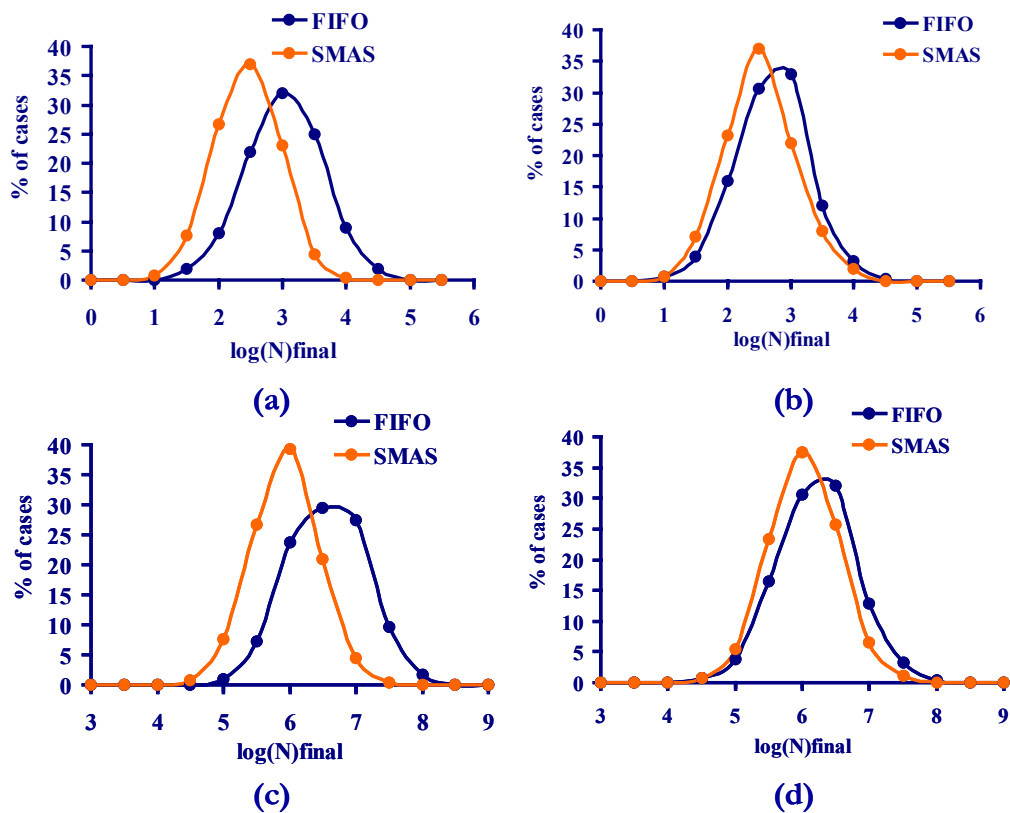 FIFO
SMAS
% of cases
40
35
30
25
20
15
10
5
0
0 1 2 3 4 5 6
log(N)final
(a)
FIFO
SMAS
% of cases
40
35
30
25
20
15
10
5
0
0 1 2 3 4 5 6
log(N)final
(b)
FIFO
SMAS
% of cases
40
35
30
25
20
15
10
5
0
3 4 5 6 7 8 9
log(N)final
(c)
FIFO
SMAS
% of cases
40
35
30
25
20
15
10
5
0
3 4 5 6 7 8 9
log(N)final
(d)